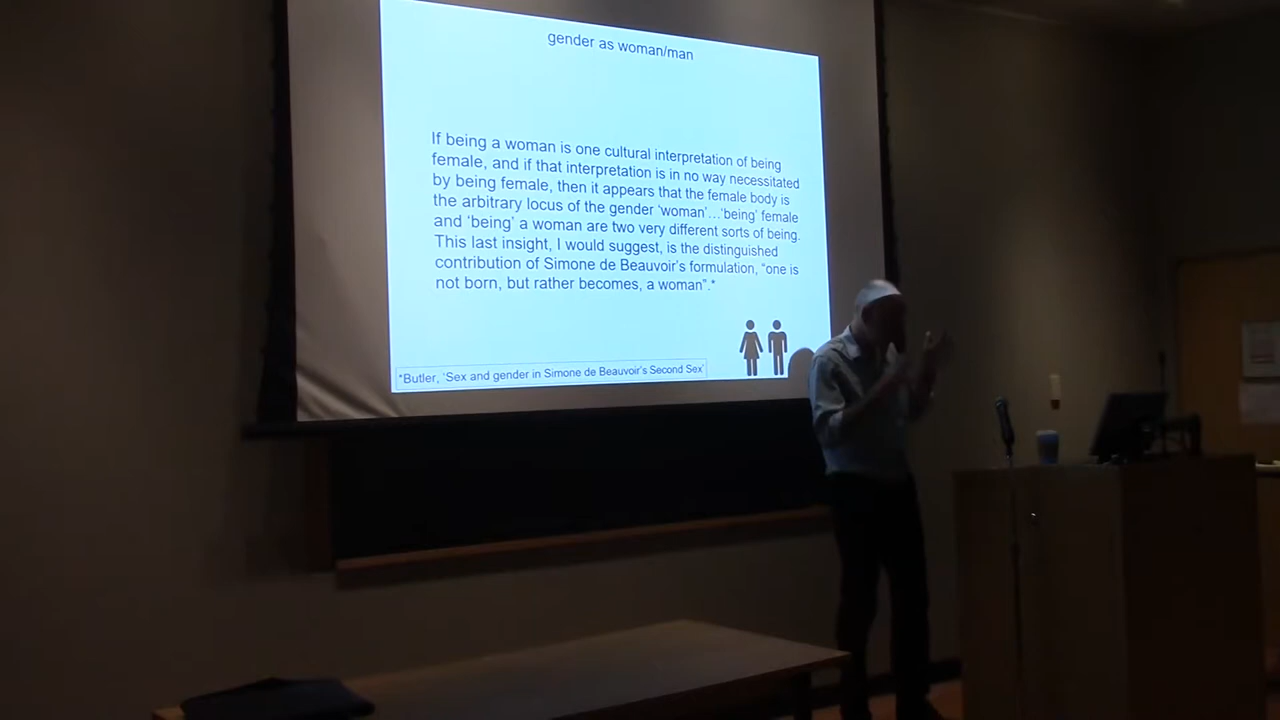 gender as woman/man
If being a woman is one cultural interpretation of being
female, and if that interpretation is in no way necessitated
by being female, then it appears that the female body is
the arbitrary locus of the gender ‘woman’…‘being’ female
and ‘being’ a woman are two very different sorts of being.
This last insight, I would suggest, is the distinguished
contribution of Simone de Beauvoir’s formulation, “one is
not born, but rather becomes, a woman”.*
*Butler, ‘Sex and gender in Simone de Beauvoir’s Second Sex’